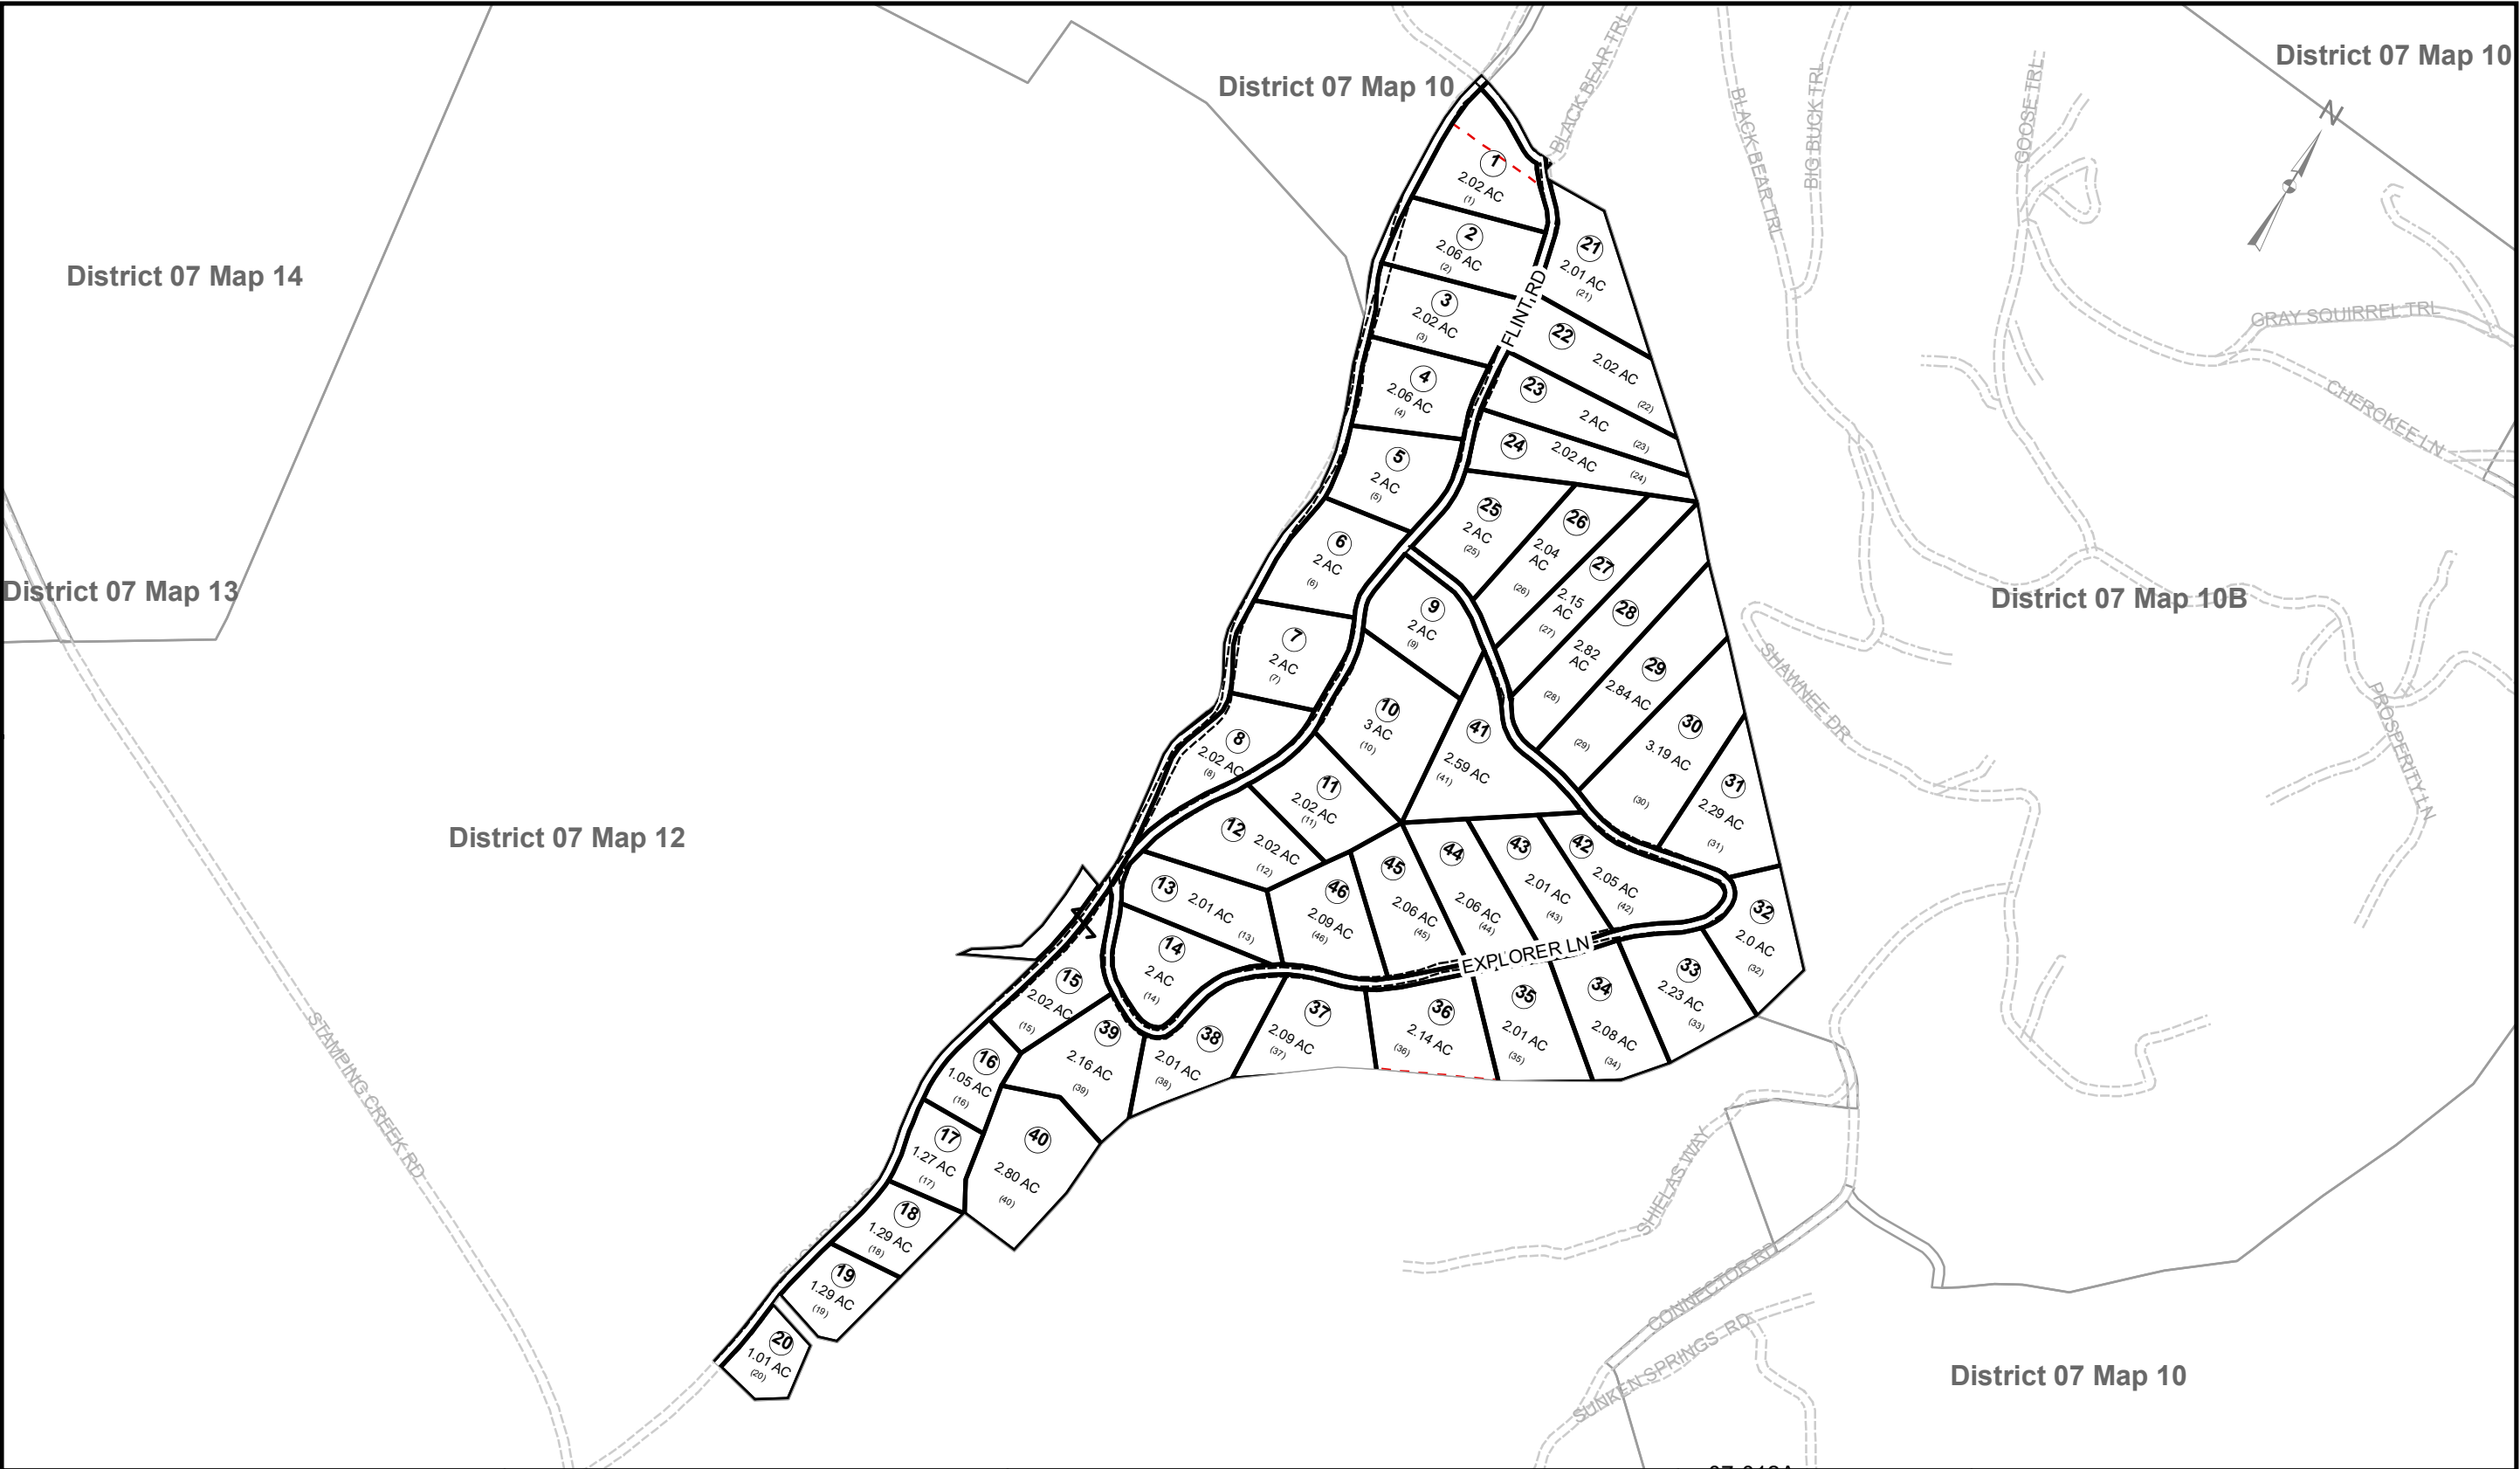 District 07 Map 10
District 07 Map 10
District 07 Map 14
District 07 Map 13
District 07 Map 12
District 07 Map 10B
District 07 Map 10
N
BLACK BEAR TRL
BLACK BEAR TRL
BIG BUCK TRL
GOOSE TRL
GRAY SQUIRREL TRL
CHEROKEE LN
SHAWNEE DR
PROSPERITY LN
STAMPING CREEK RD
SHIELAS WAY
CONNECTOR RD
SUNKEN SPRINGS RD
FLINT RD
EXPLORER LN
1
2.02 AC
(1)
2
2.06 AC
(2)
3
2.02 AC
(3)
4
2.06 AC
(4)
5
2 AC
(5)
6
2 AC
(6)
7
2 AC
(7)
8
2.02 AC
(8)
9
2 AC
(9)
10
3 AC
(10)
11
2.02 AC
(11)
12
2.02 AC
(12)
13
2.01 AC
(13)
14
2 AC
(14)
15
2.02 AC
(15)
16
1.05 AC
(16)
17
1.27 AC
(17)
18
1.29 AC
(18)
19
1.29 AC
(19)
20
1.01 AC
(20)
21
2.01 AC
(21)
22
2.02 AC
(22)
23
2 AC
(23)
24
2.02 AC
(24)
25
2 AC
(25)
26
2.04
AC
(26)
27
2.15
AC
(27)
28
2.82
AC
(28)
29
2.84 AC
(29)
30
3.19 AC
(30)
31
2.29 AC
(31)
32
2.0 AC
(32)
33
2.23 AC
(33)
34
2.08 AC
(34)
35
2.01 AC
(35)
36
2.14 AC
(36)
37
2.09 AC
(37)
38
2.01 AC
(38)
39
2.16 AC
(39)
40
2.80 AC
(40)
41
2.59 AC
(41)
42
2.05 AC
(42)
43
2.01 AC
(43)
44
2.06 AC
(44)
45
2.06 AC
(45)
46
2.09 AC
(46)